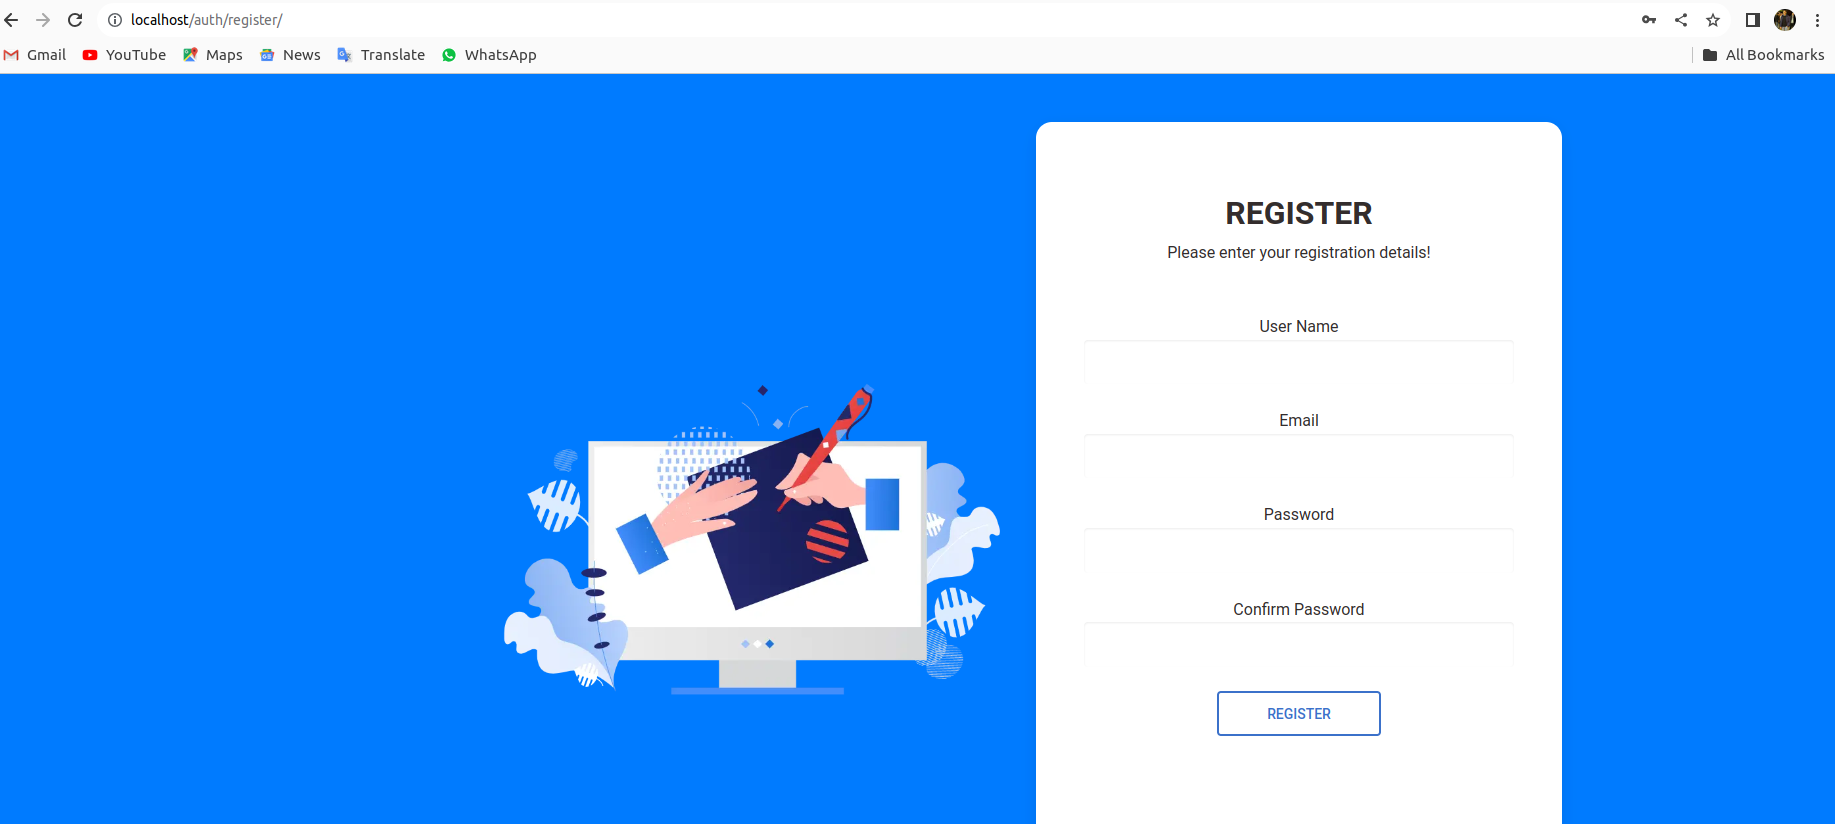 localhost/auth/register/
Gmail YouTube Maps News Translate WhatsApp All Bookmarks
REGISTER
Please enter your registration details!
User Name
Email
Password
Confirm Password
REGISTER